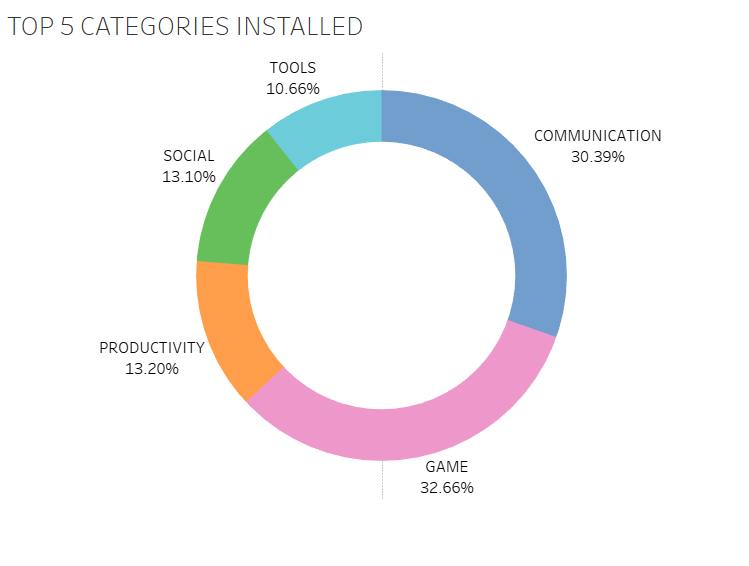 TOP 5 CATEGORIES INSTALLED
TOOLS
10.66%
COMMUNICATION
30.39%
SOCIAL
13.10%
PRODUCTIVITY
13.20%
GAME
32.66%